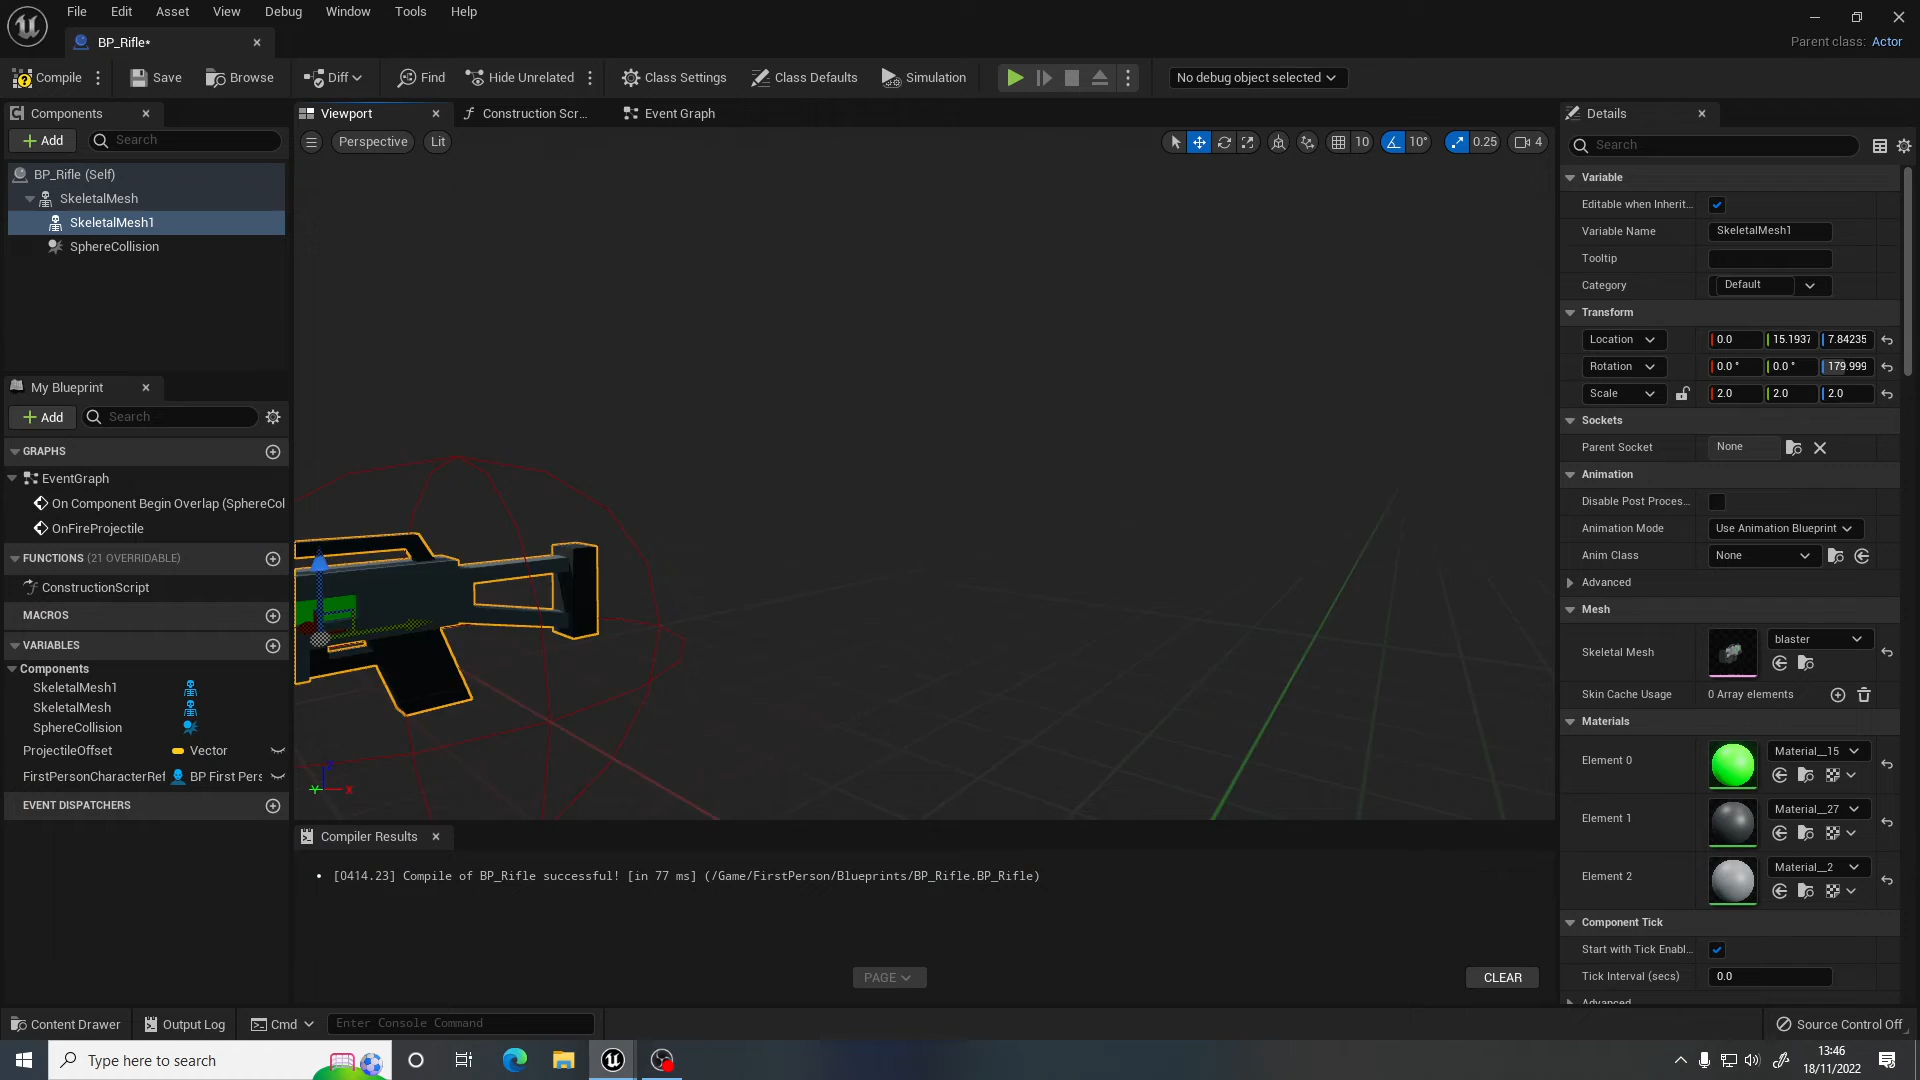 File Edit Asset View Debug Window Tools Help
BP_Rifle*
Parent class: Actor
Compile Save Browse Diff Find Hide Unrelated Class Settings Class Defaults Simulation No debug object selected
Components
Add Search
BP_Rifle (Self)
SkeletalMesh
SkeletalMesh1
SphereCollision
My Blueprint
Add Search
GRAPHS
EventGraph
On Component Begin Overlap (SphereCol
OnFireProjectile
FUNCTIONS (21 OVERRIDABLE)
ConstructionScript
MACROS
VARIABLES
Components
SkeletalMesh1
SkeletalMesh
SphereCollision
ProjectileOffset Vector
FirstPersonCharacterRef BP First Pers
EVENT DISPATCHERS
Viewport Construction Scr... Event Graph
Perspective Lit 10 10° 0.25 4
Z
Y X
Compiler Results
[0414.23] Compile of BP_Rifle successful! [in 77 ms] (/Game/FirstPerson/Blueprints/BP_Rifle.BP_Rifle)
PAGE CLEAR
Details
Search
Variable
Editable when Inherit...
Variable Name SkeletalMesh1
Tooltip
Category Default
Transform
Location 0.0 15.1937 7.84235
Rotation 0.0 ° 0.0 ° 179.999
Scale 2.0 2.0 2.0
Sockets
Parent Socket None
Animation
Disable Post Proces...
Animation Mode Use Animation Blueprint
Anim Class None
Advanced
Mesh
Skeletal Mesh blaster
Skin Cache Usage 0 Array elements
Materials
Element 0 Material__15
Element 1 Material__27
Element 2 Material__2
Component Tick
Start with Tick Enabl...
Tick Interval (secs) 0.0
Advanced
Content Drawer Output Log Cmd Enter Console Command Source Control Off
Type here to search
13:46
18/11/2022